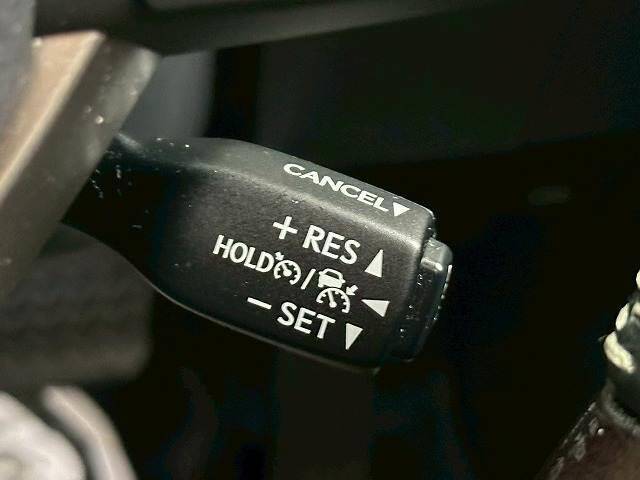 CANCEL▼
+ RES ▲
HOLD /
− SET ▼